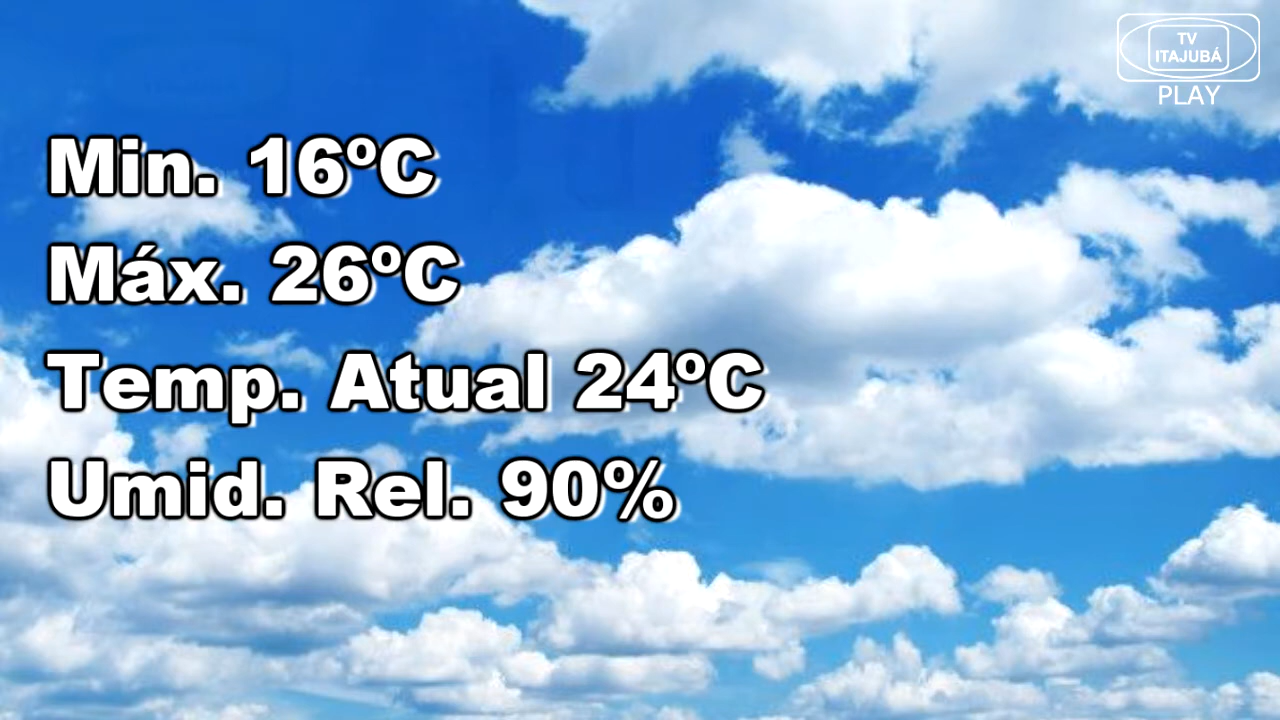 TV
ITAJUBÁ
PLAY
Min. 16ºC
Máx. 26ºC
Temp. Atual 24ºC
Umid. Rel. 90%